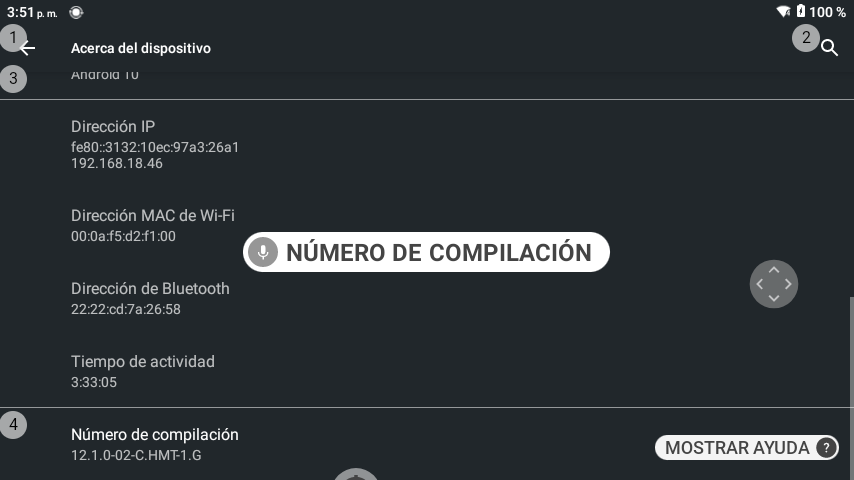 3:51 p. m. 100 %
1 2
Acerca del dispositivo
3
Android 10
Dirección IP
fe80::3132:10ec:97a3:26a1
192.168.18.46
Dirección MAC de Wi-Fi
00:0a:f5:d2:f1:00
NÚMERO DE COMPILACIÓN
Dirección de Bluetooth
22:22:cd:7a:26:58
Tiempo de actividad
3:33:05
4
Número de compilación
12.1.0-02-C.HMT-1.G
MOSTRAR AYUDA ?